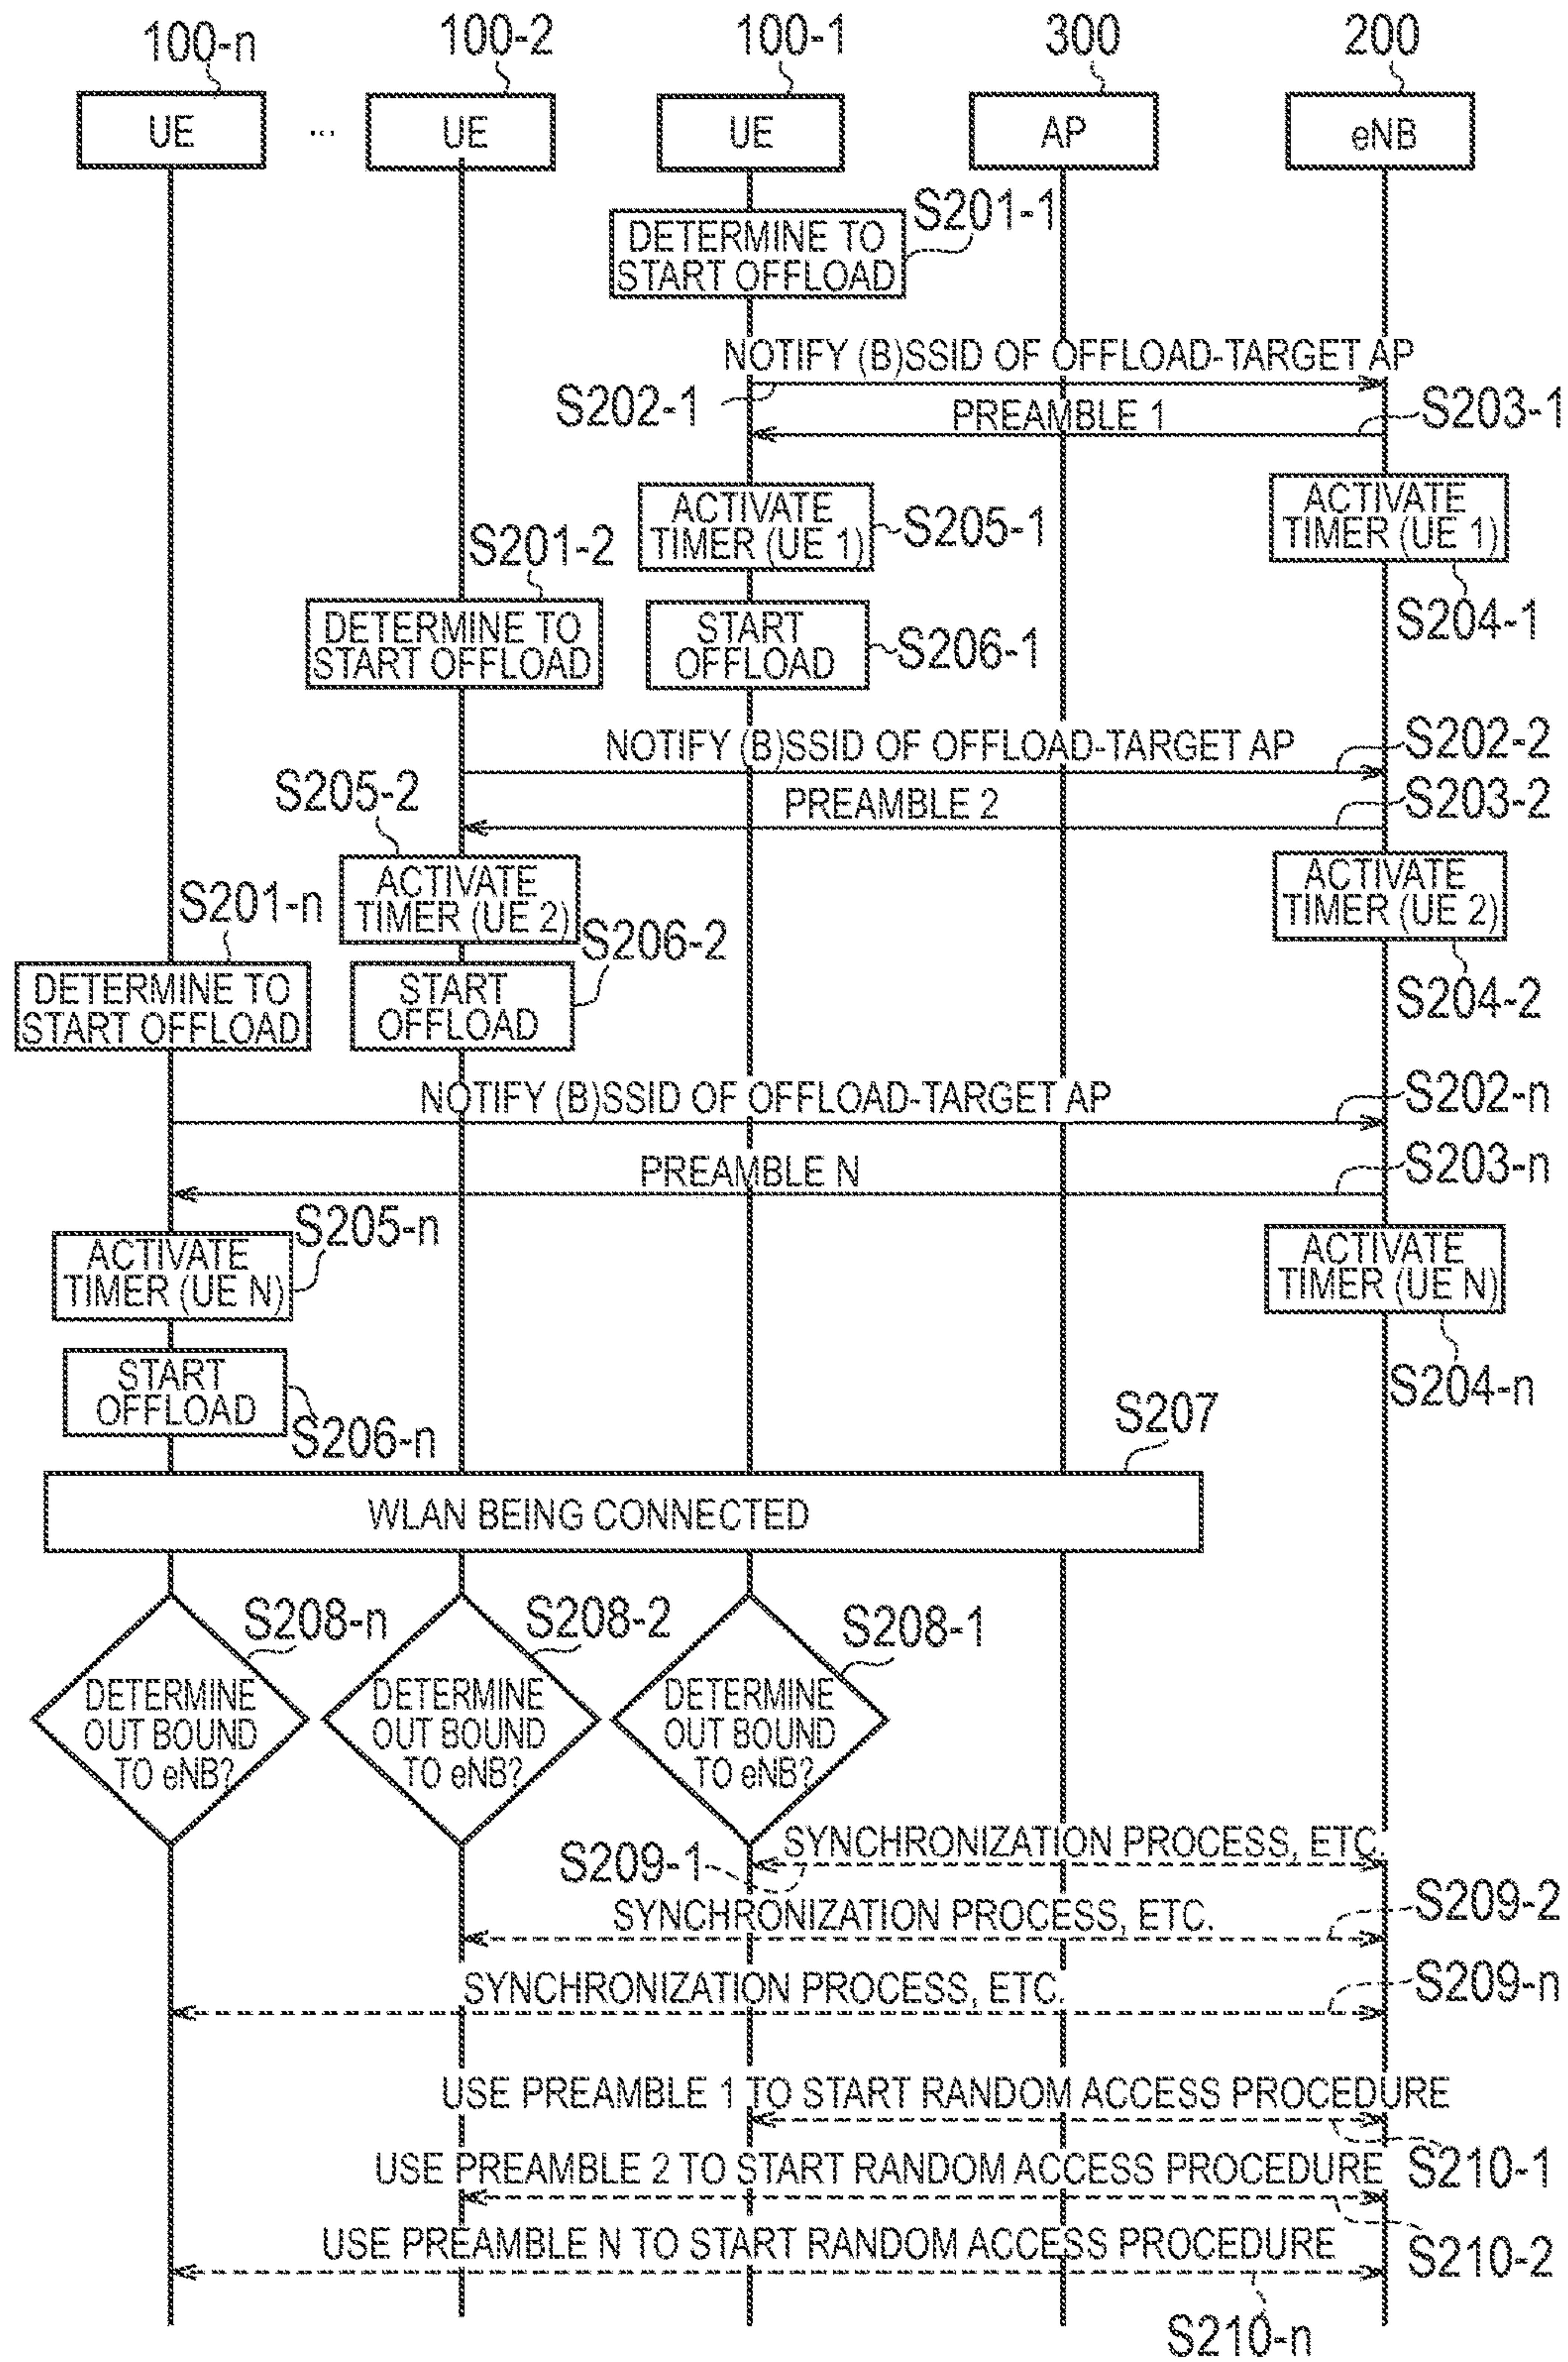 100-n
100-2
100-1
300
200
UE
...
UE
UE
AP
eNB
S201-1
DETERMINE TO
START OFFLOAD
NOTIFY (B)SSID OF OFFLOAD-TARGET AP
S202-1
PREAMBLE 1
S203-1
ACTIVATE
TIMER (UE 1)
S205-1
ACTIVATE
TIMER (UE 1)
S204-1
S201-2
DETERMINE TO
START OFFLOAD
START
OFFLOAD
S206-1
NOTIFY (B)SSID OF OFFLOAD-TARGET AP
S202-2
S205-2
PREAMBLE 2
S203-2
ACTIVATE
TIMER (UE 2)
ACTIVATE
TIMER (UE 2)
S204-2
S201-n
S206-2
DETERMINE TO
START OFFLOAD
START
OFFLOAD
NOTIFY (B)SSID OF OFFLOAD-TARGET AP
S202-n
PREAMBLE N
S203-n
S205-n
ACTIVATE
TIMER (UE N)
ACTIVATE
TIMER (UE N)
S204-n
START
OFFLOAD
S206-n
S207
WLAN BEING CONNECTED
S208-n
S208-2
S208-1
DETERMINE
OUT BOUND
TO eNB?
DETERMINE
OUT BOUND
TO eNB?
DETERMINE
OUT BOUND
TO eNB?
SYNCHRONIZATION PROCESS, ETC.
S209-1
SYNCHRONIZATION PROCESS, ETC.
S209-2
SYNCHRONIZATION PROCESS, ETC.
S209-n
USE PREAMBLE 1 TO START RANDOM ACCESS PROCEDURE
S210-1
USE PREAMBLE 2 TO START RANDOM ACCESS PROCEDURE
S210-2
USE PREAMBLE N TO START RANDOM ACCESS PROCEDURE
S210-n